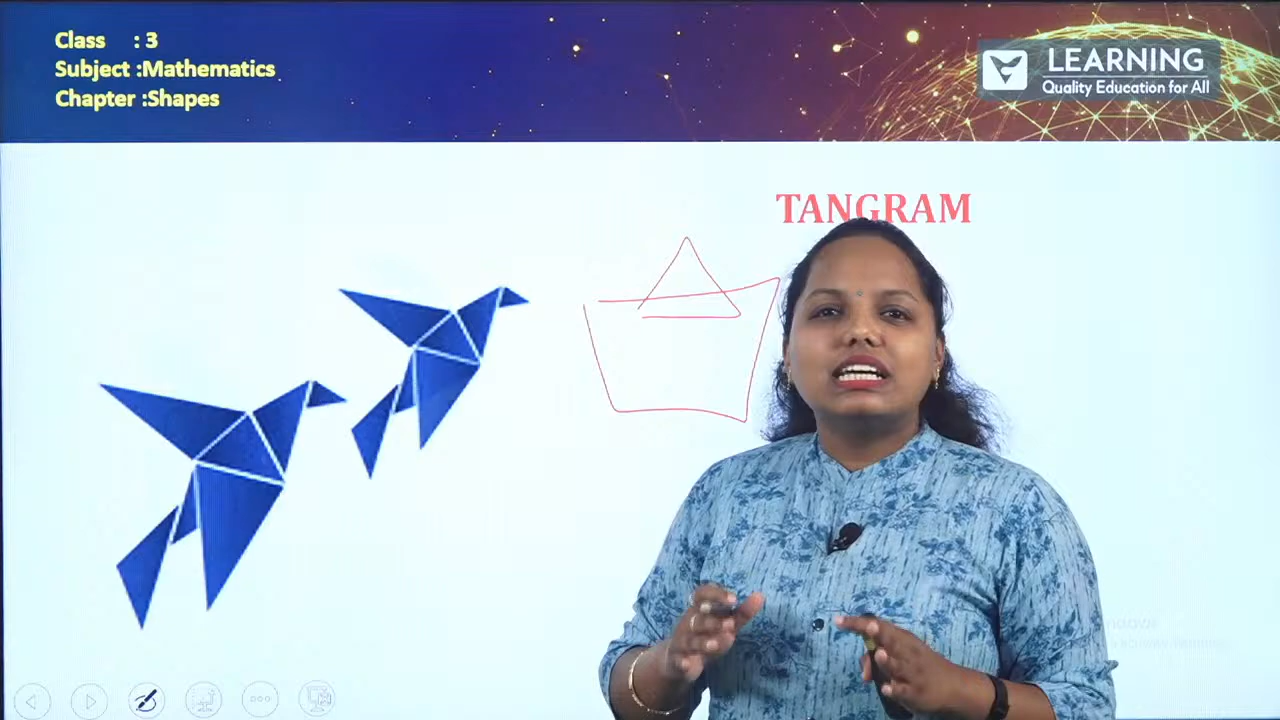 Class : 3
Subject :Mathematics
Chapter :Shapes
LEARNING
Quality Education for All
TANGRAM